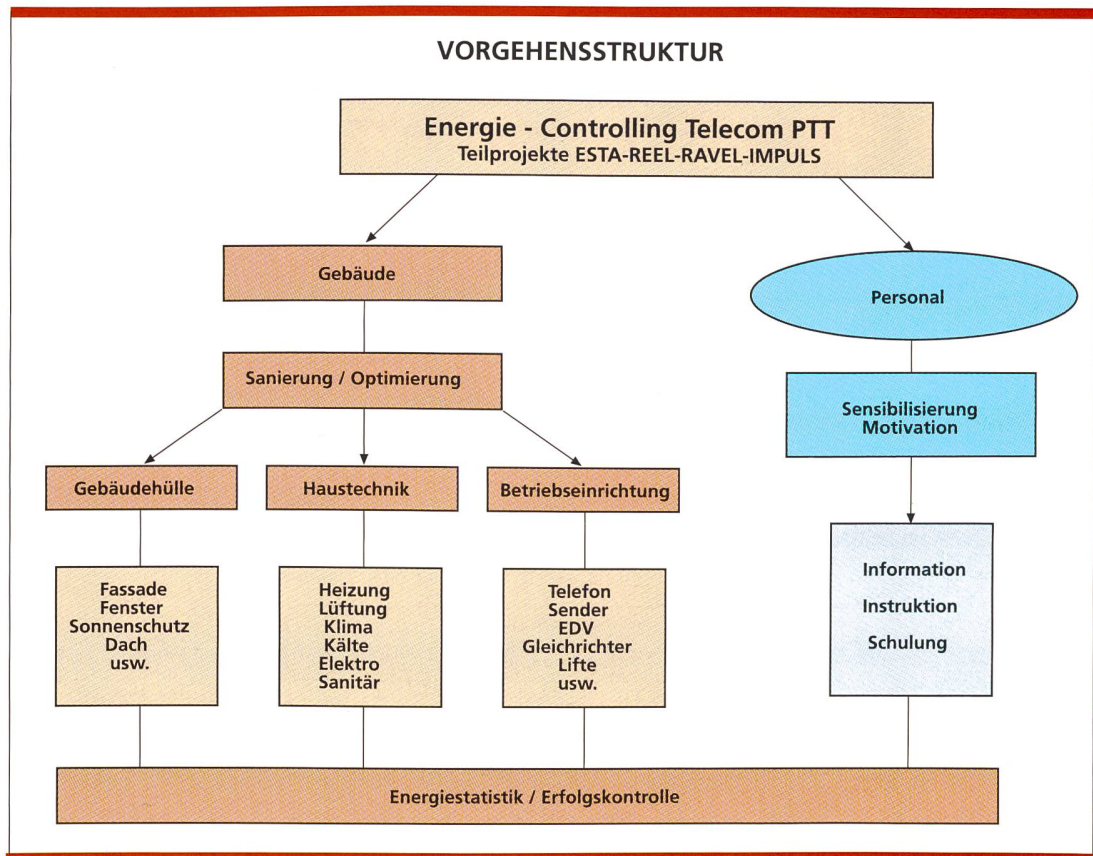 VORGEHENSSTRUKTUR
Energie - Controlling Telecom PTT
Teilprojekte ESTA-REEL-RAVEL-IMPULS
Gebäude
Personal
Sanierung / Optimierung
Sensibilisierung
Motivation
Gebäudehülle
Haustechnik
Betriebseinrichtung
Fassade
Fenster
Sonnenschutz
Dach
usw.
Heizung
Lüftung
Klima
Kälte
Elektro
Sanitär
Telefon
Sender
EDV
Gleichrichter
Lifte
usw.
Information
Instruktion
Schulung
Energiestatistik / Erfolgskontrolle